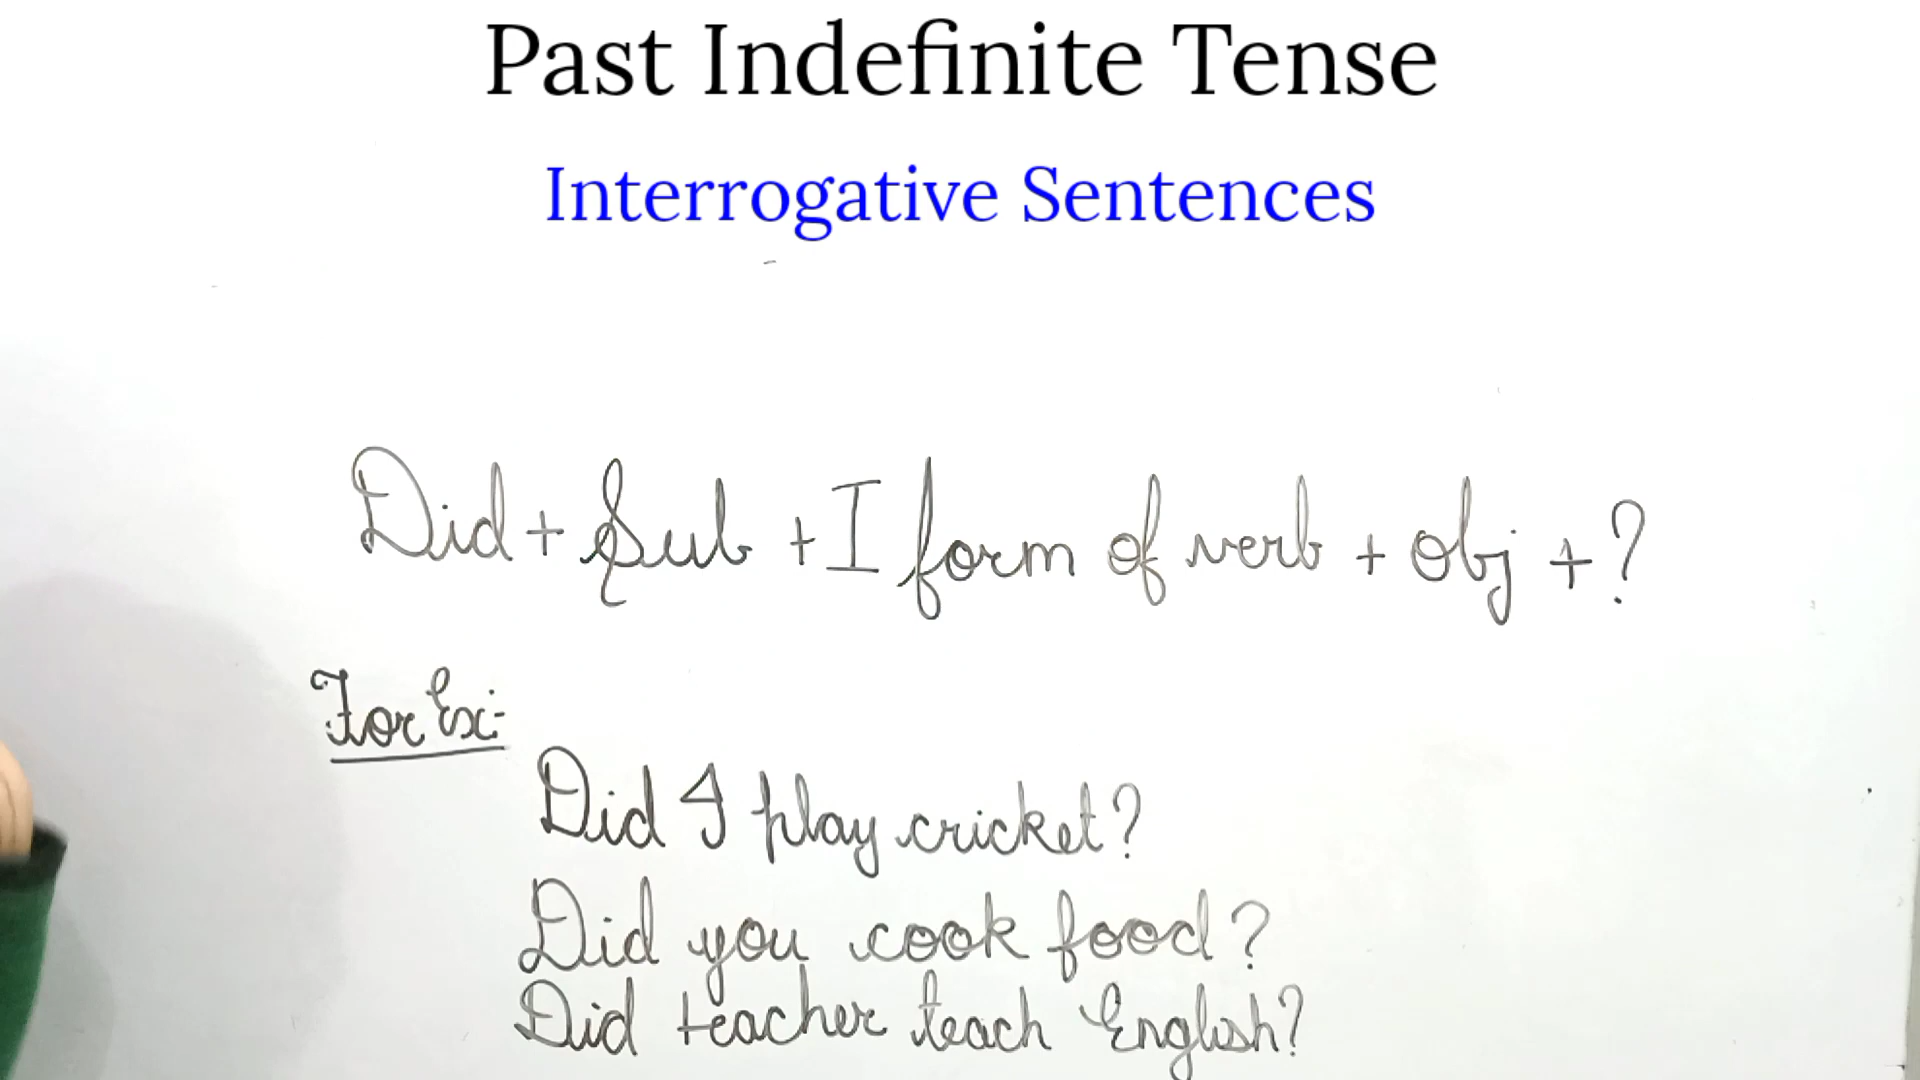 Past Indefinite Tense
Interrogative Sentences
Did + Sub + I form of verb + obj + ?
For Ex:-
Did I play cricket?
Did you cook food?
Did teacher teach English?